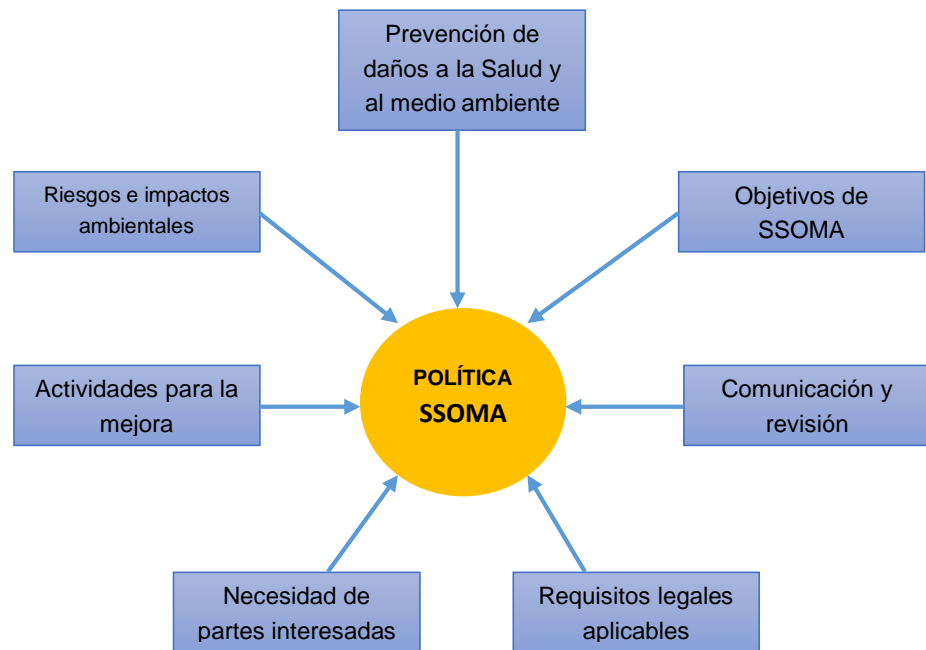 Prevención de
daños a la Salud y
al medio ambiente
Riesgos e impactos
ambientales
Objetivos de
SSOMA
POLÍTICA
SSOMA
Actividades para la
mejora
Comunicación y
revisión
Necesidad de
partes interesadas
Requisitos legales
aplicables